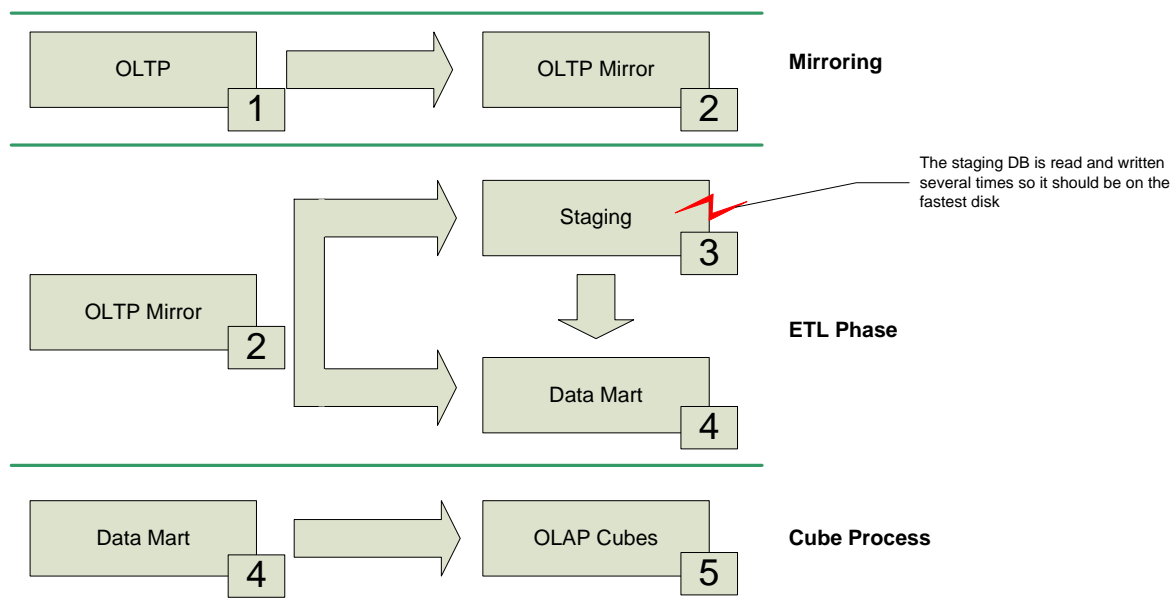 OLTP
1
OLTP Mirror
2
Mirroring
The staging DB is read and written
several times so it should be on the
fastest disk
Staging
3
OLTP Mirror
2
ETL Phase
Data Mart
4
Data Mart
4
OLAP Cubes
5
Cube Process